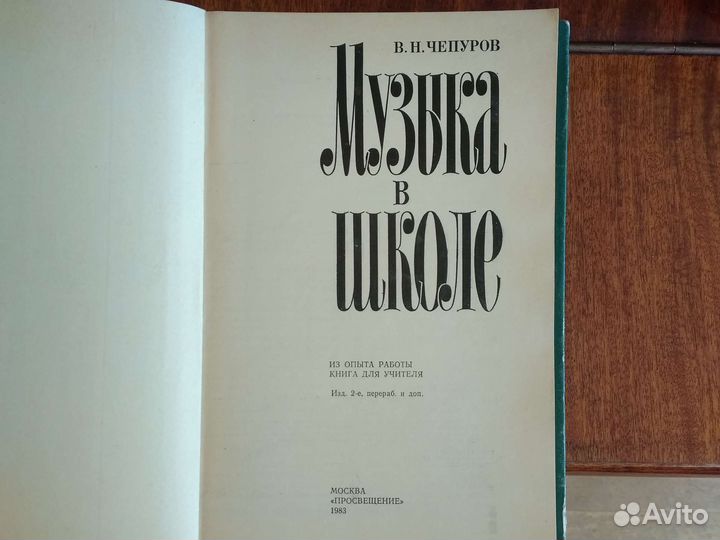 В. Н. ЧЕПУРОВ
Музыка
в
школе
ИЗ ОПЫТА РАБОТЫ
КНИГА ДЛЯ УЧИТЕЛЯ
Изд. 2-е, перераб. и доп.
МОСКВА
«ПРОСВЕЩЕНИЕ»
1983
Avito